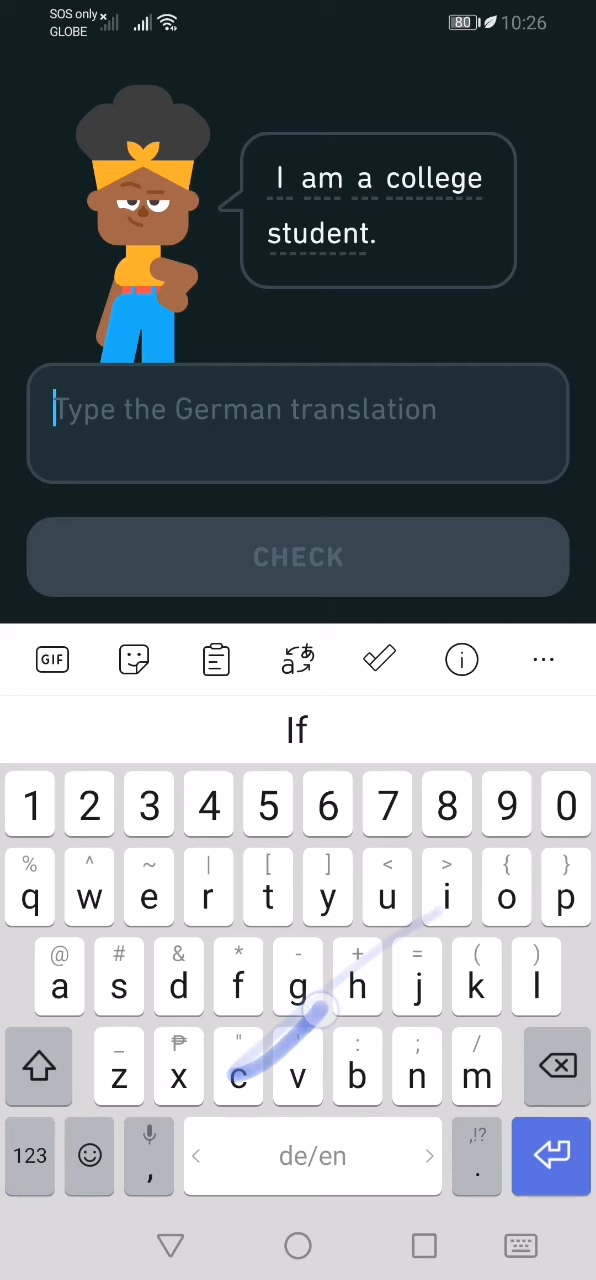 SOS only
GLOBE
80
10:26
I am a college
student.
Type the German translation
CHECK
GIF
If
1 2 3 4 5 6 7 8 9 0
% ^ ~ | [ ] < > { }
q w e r t y u i o p
@ # & * - + = ( )
a s d f g h j k l
_ ₱ " ' : ; /
z x c v b n m
,!?
123 , de/en .